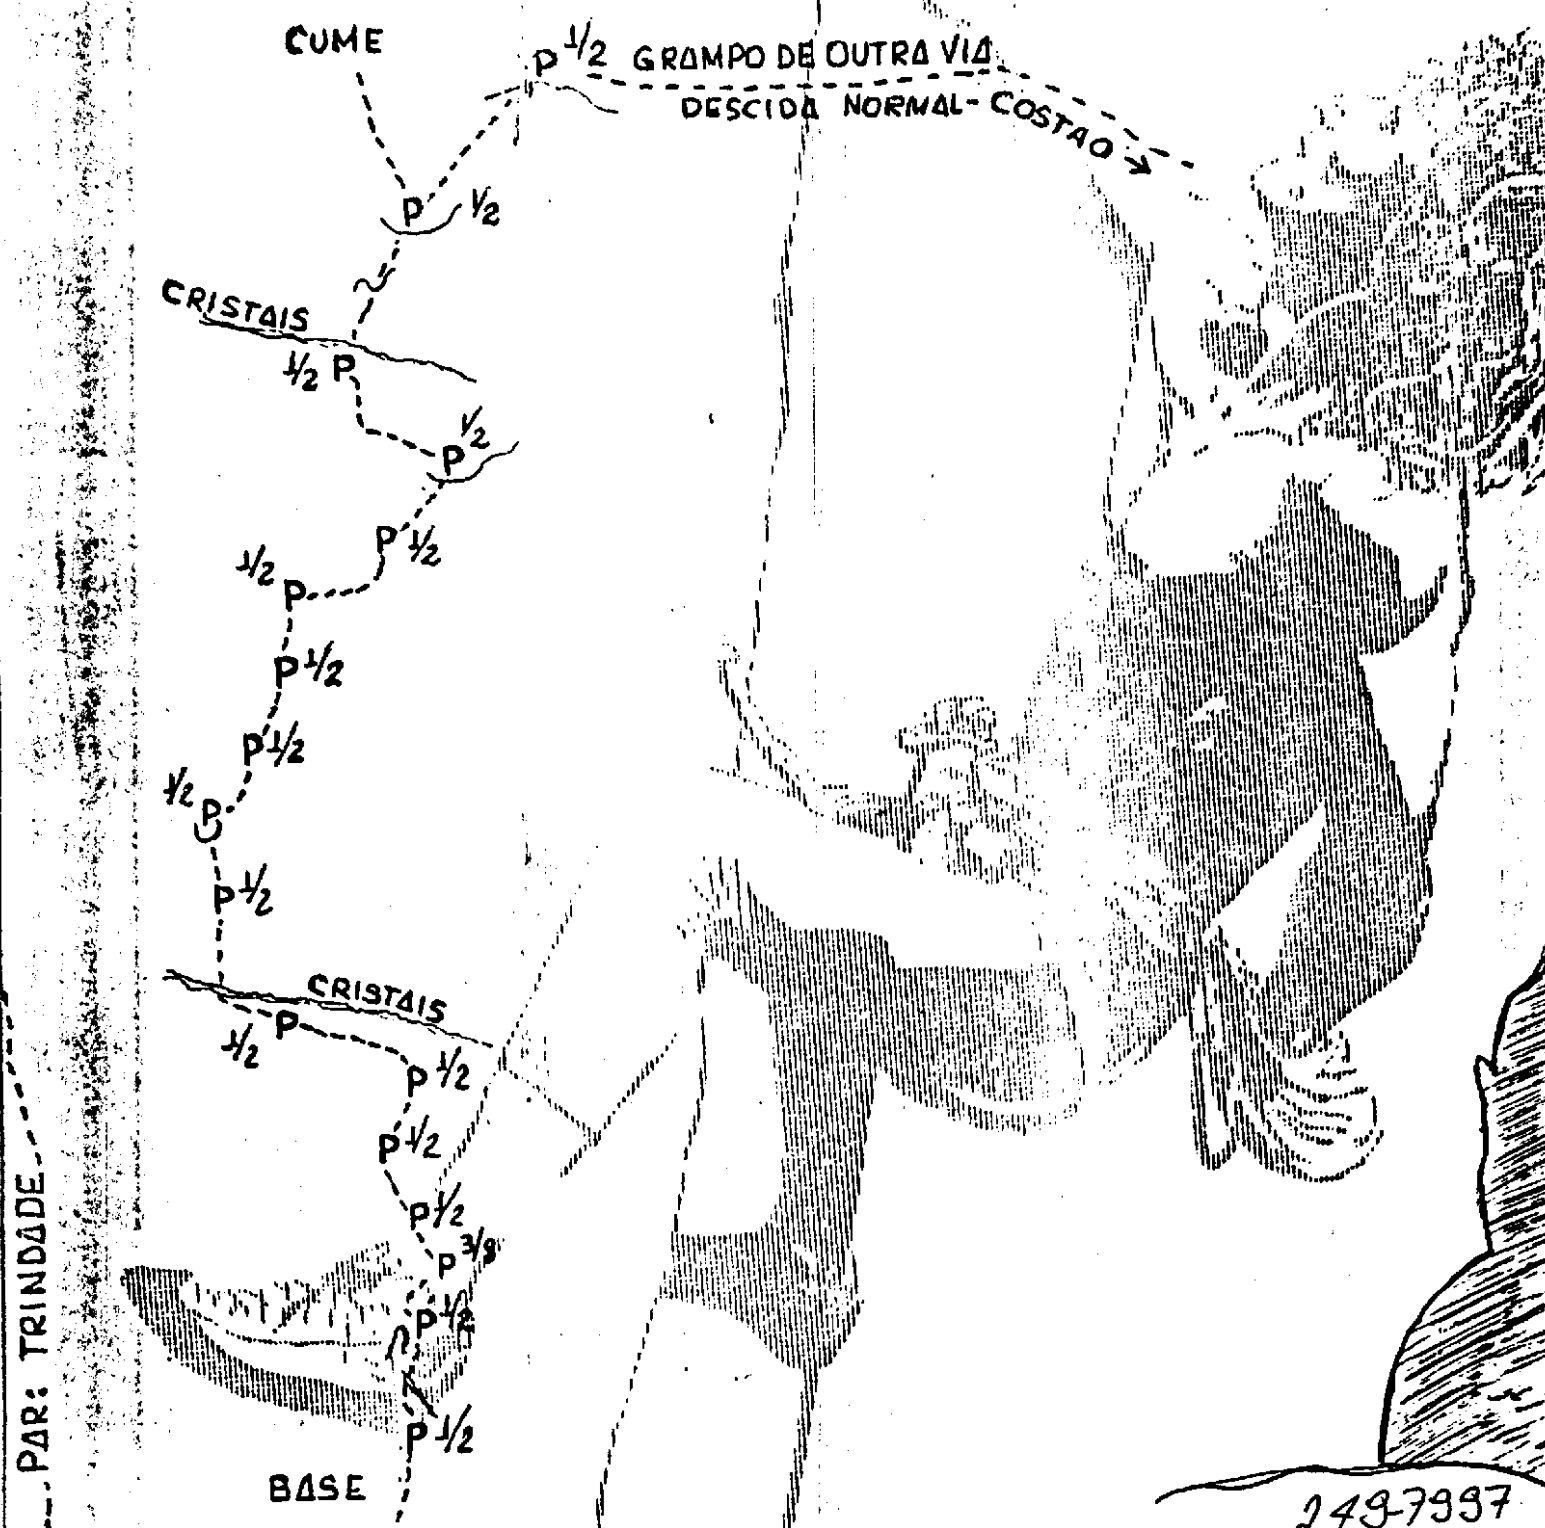 CUME
P 1/2 GRAMPO DE OUTRA VIA
DESCIDA NORMAL - COSTAO
P 1/2
CRISTAIS
1/2 P
P 1/2
P 1/2
1/2 P
P 1/2
P 1/2
1/2 P
P 1/2
CRISTAIS
1/2 P
P 1/2
P 1/2
P 1/2
P 3/8
P 1/2
P 1/2
BASE
PAR: TRINDADE
249-7997